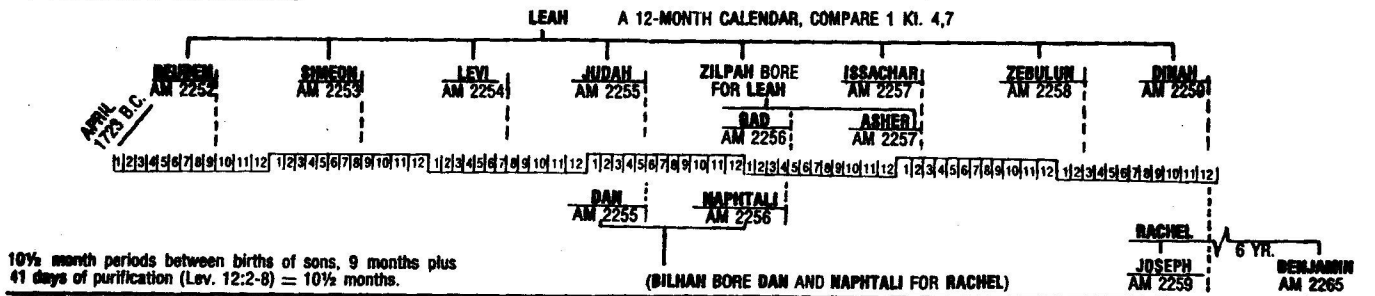 LEAH A 12-MONTH CALENDAR, COMPARE 1 KI. 4,7
REUBEN SIMEON LEVI JUDAH ZILPAH BORE ISSACHAR ZEBULUN DINAH
AM 2252 AM 2253 AM 2254 AM 2255 FOR LEAH AM 2257 AM 2258 AM 2259
APRIL
1723 B.C.
GAD ASHER
AM 2256 AM 2257
1 2 3 4 5 6 7 8 9 10 11 12 1 2 3 4 5 6 7 8 9 10 11 12 1 2 3 4 5 6 7 8 9 10 11 12 1 2 3 4 5 6 7 8 9 10 11 12 1 2 3 4 5 6 7 8 9 10 11 12 1 2 3 4 5 6 7 8 9 10 11 12 1 2 3 4 5 6 7 8 9 10 11 12
DAN NAPHTALI
AM 2255 AM 2256
RACHEL
6 YR.
10½ month periods between births of sons, 9 months plus JOSEPH BENJAMIN
41 days of purification (Lev. 12:2-8) = 10½ months. (BILHAH BORE DAN AND NAPHTALI FOR RACHEL) AM 2259 AM 2265